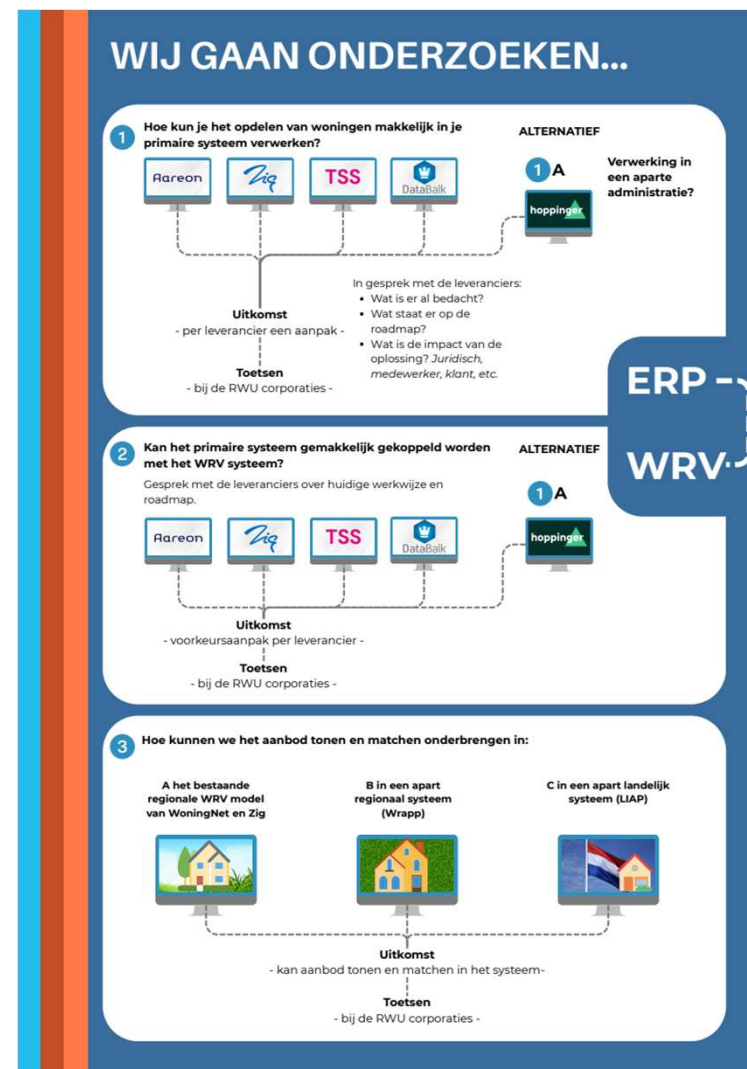 WIJ GAAN ONDERZOEKEN...
1
Hoe kun je het opdelen van woningen makkelijk in je
primaire systeem verwerken?
Aareon
Zig
TSS
DataBalk
ALTERNATIEF
1 A
Verwerking in
een aparte
administratie?
hoppinger
Uitkomst
- per leverancier een aanpak -
Toetsen
- bij de RWU corporaties -
In gesprek met de leveranciers:
• Wat is er al bedacht?
• Wat staat er op de
roadmap?
• Wat is de impact van de
oplossing? Juridisch,
medewerker, klant, etc.
ERP
WRV
2
Kan het primaire systeem gemakkelijk gekoppeld worden
met het WRV systeem?
Gesprek met de leveranciers over huidige werkwijze en
roadmap.
Aareon
Zig
TSS
DataBalk
ALTERNATIEF
1 A
hoppinger
Uitkomst
- voorkeursaanpak per leverancier -
Toetsen
- bij de RWU corporaties -
3
Hoe kunnen we het aanbod tonen en matchen onderbrengen in:
A het bestaande
regionale WRV model
van WoningNet en Zig
B in een apart
regionaal systeem
(Wrapp)
C in een apart landelijk
systeem (LIAP)
Uitkomst
- kan aanbod tonen en matchen in het systeem-
Toetsen
- bij de RWU corporaties -